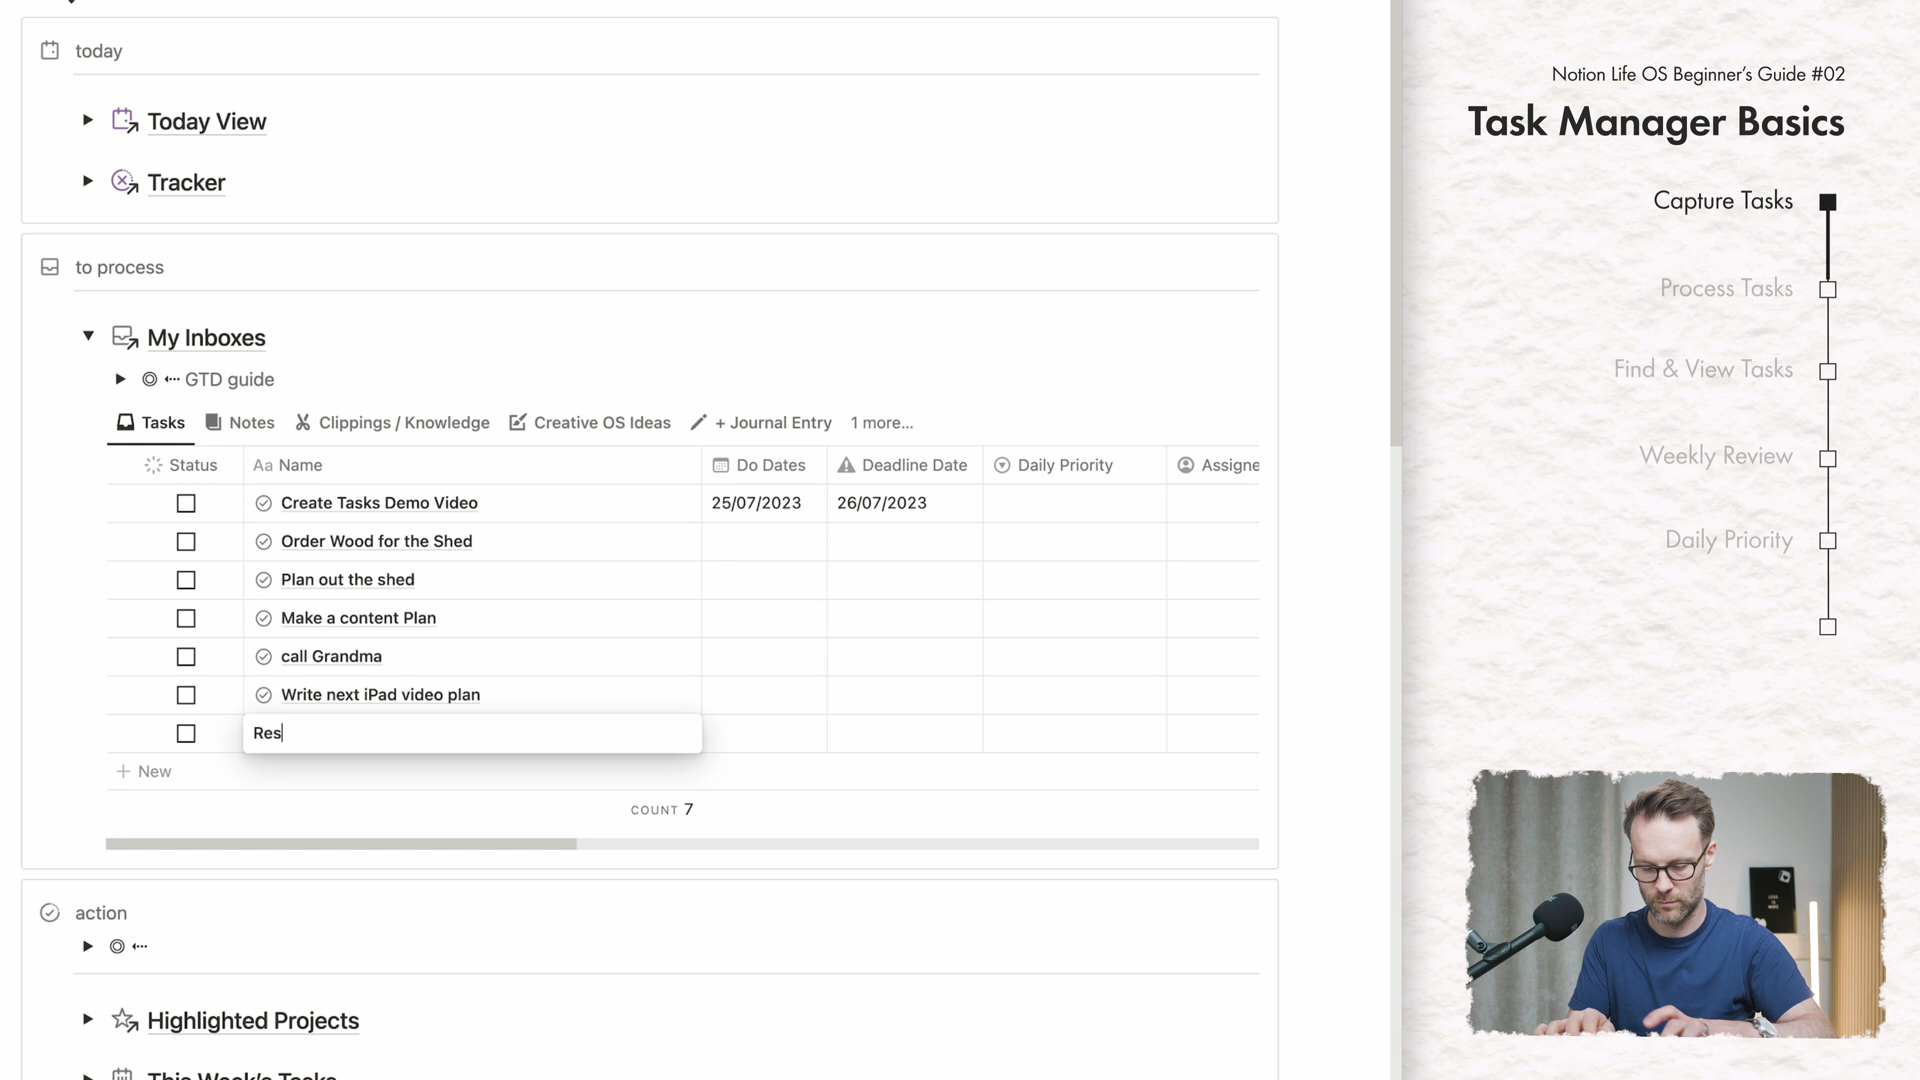 today
Today View
Tracker
to process
My Inboxes
GTD guide
Tasks Notes Clippings / Knowledge Creative OS Ideas + Journal Entry 1 more...
Status Aa Name Do Dates Deadline Date Daily Priority Assigne
Create Tasks Demo Video 25/07/2023 26/07/2023
Order Wood for the Shed
Plan out the shed
Make a content Plan
call Grandma
Write next iPad video plan
Res
+ New
COUNT 7
action
Highlighted Projects
This Week's Tasks
Notion Life OS Beginner's Guide #02
Task Manager Basics
Capture Tasks
Process Tasks
Find & View Tasks
Weekly Review
Daily Priority